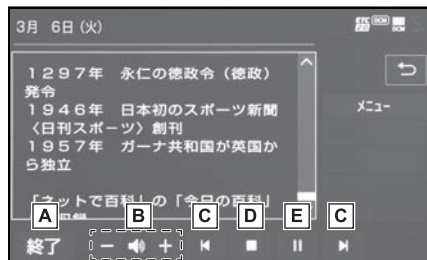 3月 6日 (火)
ETC DCM
DCM
1297年 永仁の徳政令（徳政）
発令
1946年 日本初のスポーツ新聞
〈日刊スポーツ〉創刊
1957年 ガーナ共和国が英国か
ら独立
「ネットで百科」の「今日の百科」
メニュー
A B C D E C
終了 － ＋